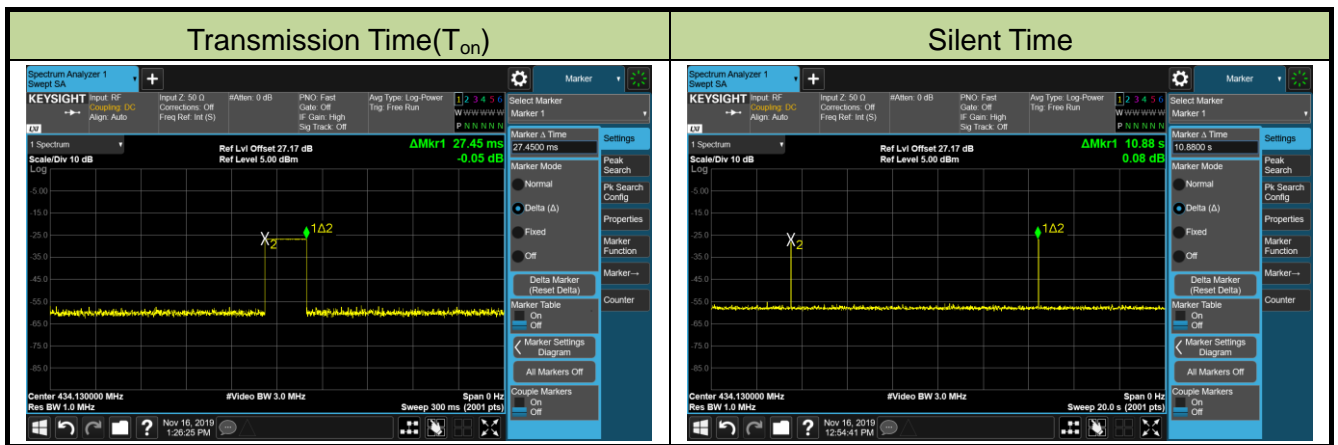 Transmission Time(Ton)
Silent Time
Spectrum Analyzer 1
Swept SA
+
Marker
KEYSIGHT
Input: RF
Coupling: DC
Align: Auto
Input Z: 50 Ω
Corrections: Off
Freq Ref: Int (S)
#Atten: 0 dB
PNO: Fast
Gate: Off
IF Gain: High
Sig Track: Off
Avg Type: Log-Power
Trig: Free Run
1 2 3 4 5 6
W W W W W W
P N N N N N
LXI
Select Marker
Marker 1
1 Spectrum
Scale/Div 10 dB
Log
Ref Lvl Offset 27.17 dB
Ref Level 5.00 dBm
ΔMkr1 27.45 ms
-0.05 dB
-5.00
-15.0
-25.0
-35.0
-45.0
-55.0
-65.0
-75.0
-85.0
X2
1Δ2
Center 434.130000 MHz
Res BW 1.0 MHz
#Video BW 3.0 MHz
Span 0 Hz
Sweep 300 ms (2001 pts)
Marker Δ Time
27.4500 ms
Marker Mode
Normal
Delta (Δ)
Fixed
Off
Delta Marker
(Reset Delta)
Marker Table
On
Off
Marker Settings
Diagram
All Markers Off
Couple Markers
On
Off
Settings
Peak
Search
Pk Search
Config
Properties
Marker
Function
Marker→
Counter
?
Nov 16, 2019
1:26:25 PM
Spectrum Analyzer 1
Swept SA
+
Marker
KEYSIGHT
Input: RF
Coupling: DC
Align: Auto
Input Z: 50 Ω
Corrections: Off
Freq Ref: Int (S)
#Atten: 0 dB
PNO: Fast
Gate: Off
IF Gain: High
Sig Track: Off
Avg Type: Log-Power
Trig: Free Run
1 2 3 4 5 6
W W W W W W
P N N N N N
LXI
Select Marker
Marker 1
1 Spectrum
Scale/Div 10 dB
Log
Ref Lvl Offset 27.17 dB
Ref Level 5.00 dBm
ΔMkr1 10.88 s
0.08 dB
-5.00
-15.0
-25.0
-35.0
-45.0
-55.0
-65.0
-75.0
-85.0
X2
1Δ2
Center 434.130000 MHz
Res BW 1.0 MHz
#Video BW 3.0 MHz
Span 0 Hz
Sweep 20.0 s (2001 pts)
Marker Δ Time
10.8800 s
Marker Mode
Normal
Delta (Δ)
Fixed
Off
Delta Marker
(Reset Delta)
Marker Table
On
Off
Marker Settings
Diagram
All Markers Off
Couple Markers
On
Off
Settings
Peak
Search
Pk Search
Config
Properties
Marker
Function
Marker→
Counter
?
Nov 16, 2019
12:54:41 PM